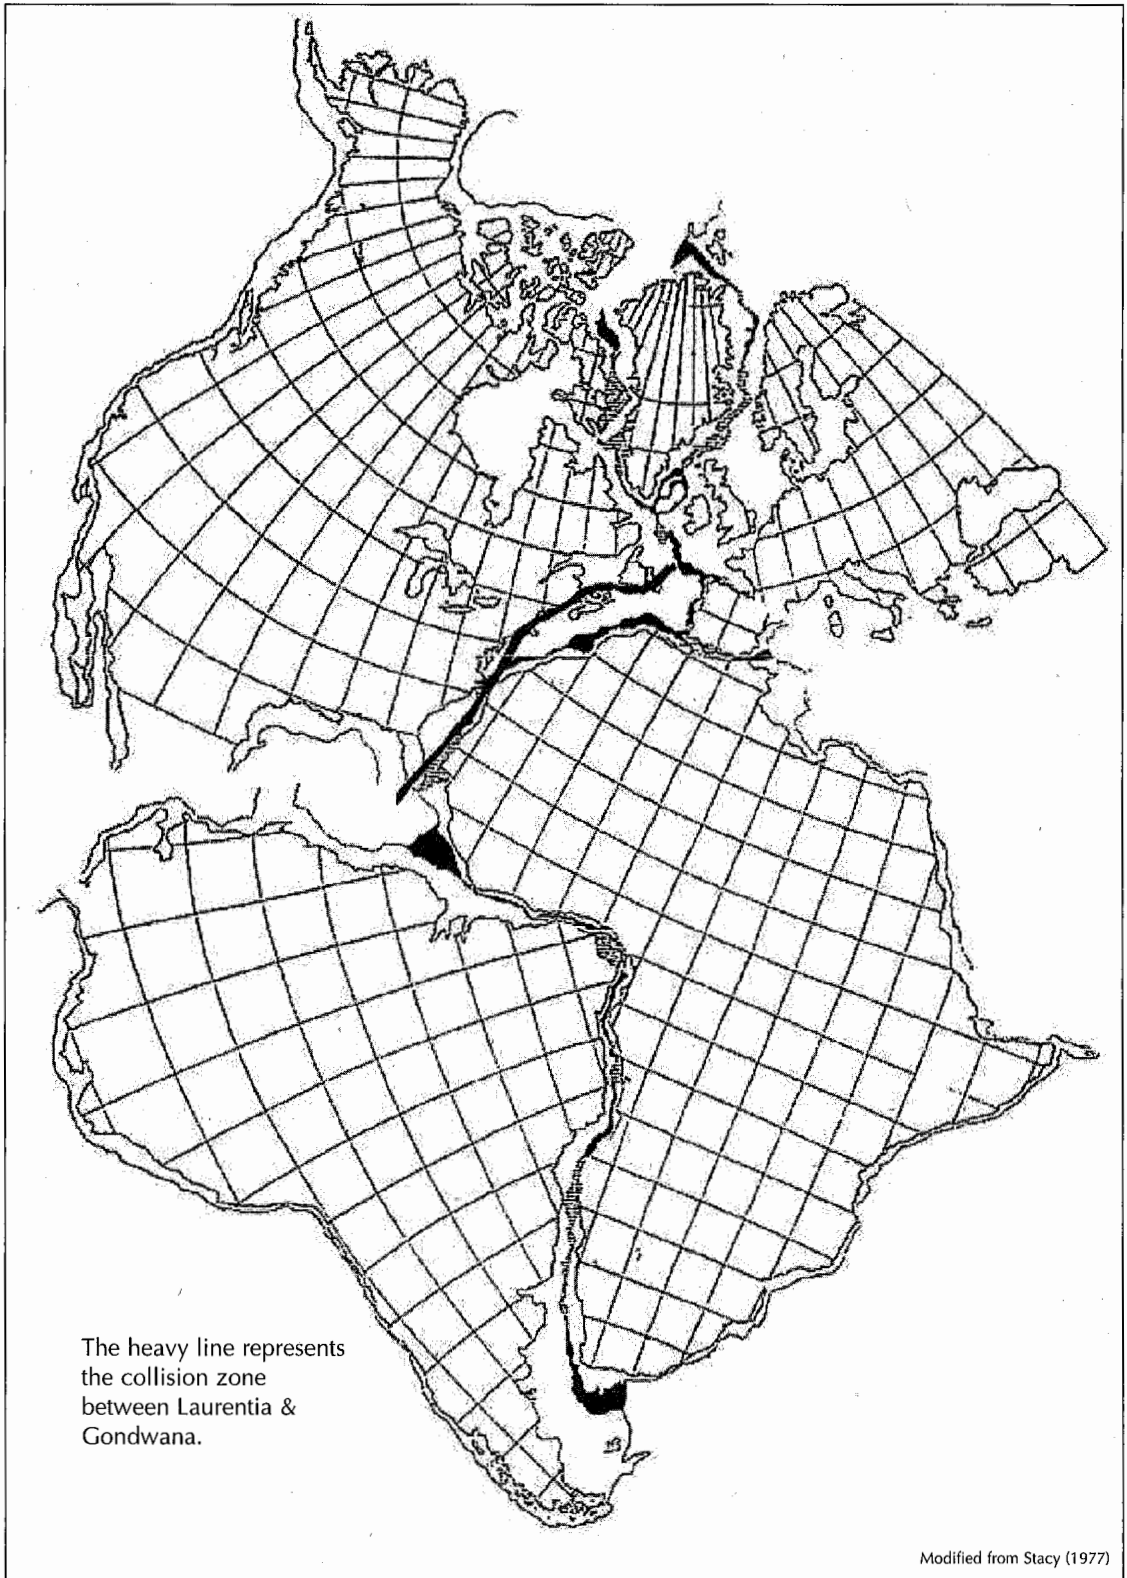 The heavy line represents
the collision zone
between Laurentia &
Gondwana.
Modified from Stacy (1977)